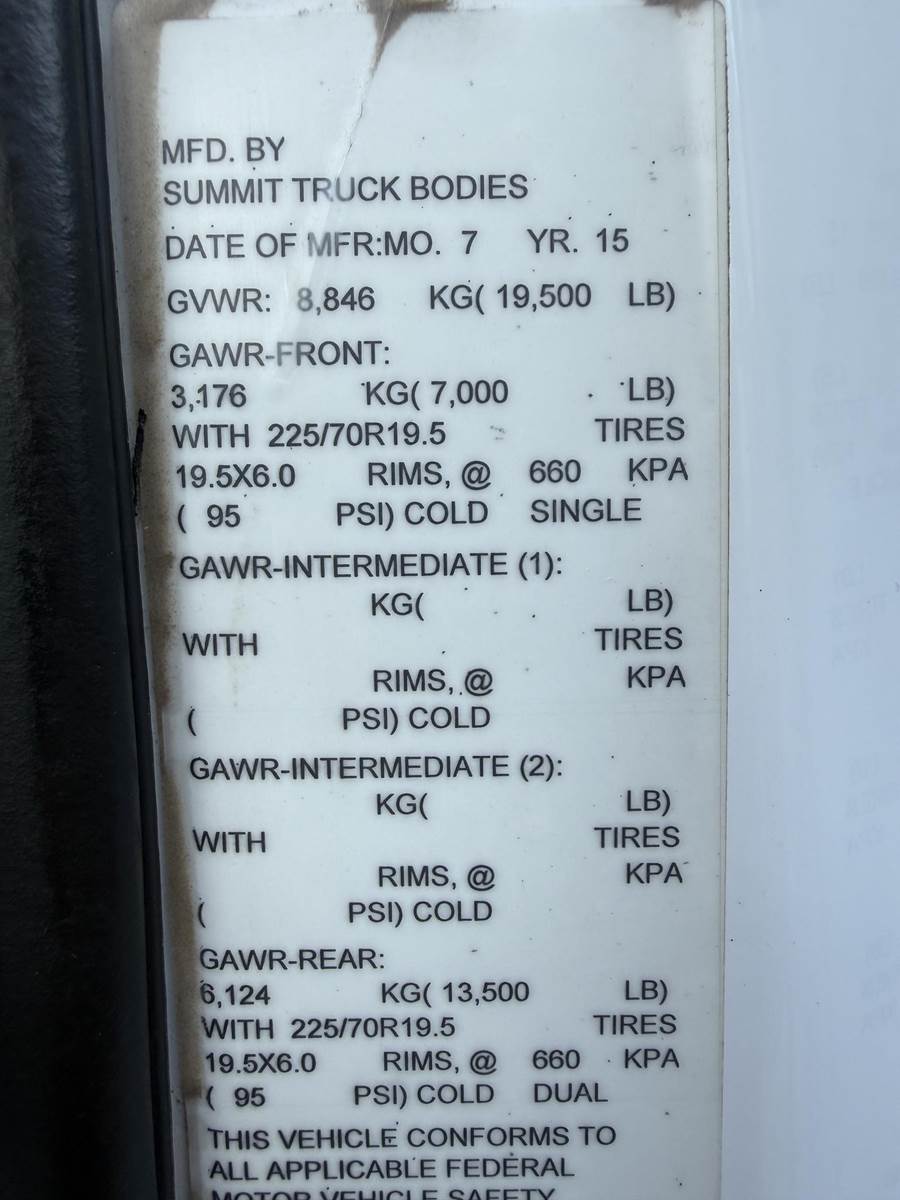 MFD. BY
SUMMIT TRUCK BODIES
DATE OF MFR:MO. 7 YR. 15
GVWR: 8,846 KG( 19,500 LB)
GAWR-FRONT:
3,176 KG( 7,000 LB)
WITH 225/70R19.5 TIRES
19.5X6.0 RIMS, @ 660 KPA
( 95 PSI) COLD SINGLE
GAWR-INTERMEDIATE (1):
KG( LB)
WITH TIRES
RIMS, @ KPA
( PSI) COLD
GAWR-INTERMEDIATE (2):
KG( LB)
WITH TIRES
RIMS, @ KPA
( PSI) COLD
GAWR-REAR:
6,124 KG( 13,500 LB)
WITH 225/70R19.5 TIRES
19.5X6.0 RIMS, @ 660 KPA
( 95 PSI) COLD DUAL
THIS VEHICLE CONFORMS TO
ALL APPLICABLE FEDERAL
MOTOR VEHICLE SAFETY